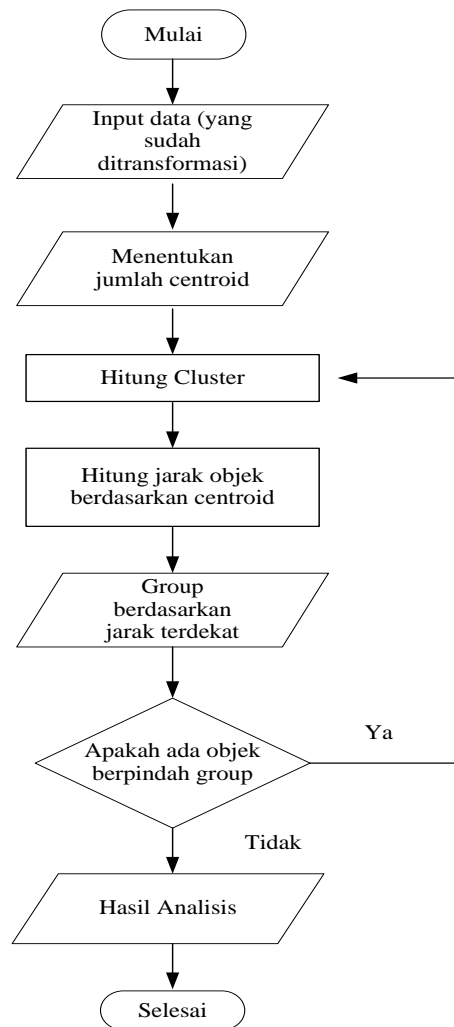 Mulai
Input data (yang
sudah
ditransformasi)
Menentukan
jumlah centroid
Hitung Cluster
Hitung jarak objek
berdasarkan centroid
Group
berdasarkan
jarak terdekat
Apakah ada objek
berpindah group
Ya
Tidak
Hasil Analisis
Selesai